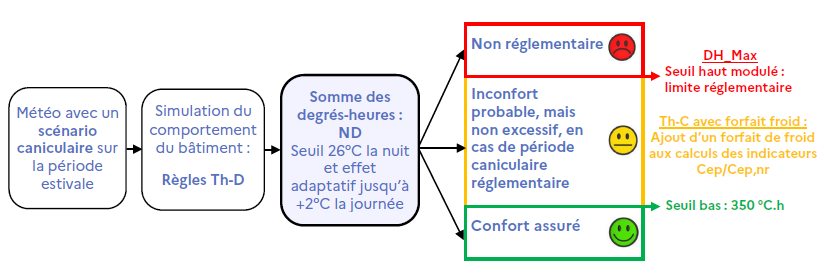 Météo avec un
scénario
caniculaire sur
la période
estivale
Simulation du
comportement
du bâtiment :
Règles Th-D
Somme des
degrés-heures :
ND
Seuil 26°C la nuit
et effet
adaptatif jusqu'à
+2°C la journée
Non réglementaire
Inconfort
probable, mais
non excessif, en
cas de période
caniculaire
réglementaire
Confort assuré
DH_Max
Seuil haut modulé :
limite réglementaire
Th-C avec forfait froid :
Ajout d'un forfait de froid
aux calculs des indicateurs
Cep/Cep,nr
Seuil bas : 350 °C.h